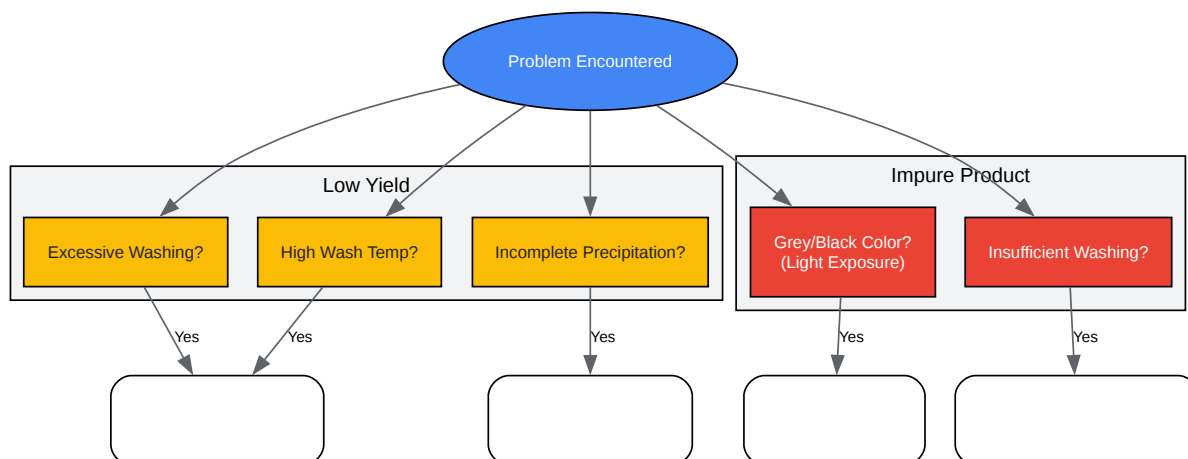 Problem Encountered
Low Yield
Impure Product
Excessive Washing?
High Wash Temp?
Incomplete Precipitation?
Grey/Black Color?
(Light Exposure)
Insufficient Washing?
Yes
Yes
Yes
Yes
Yes